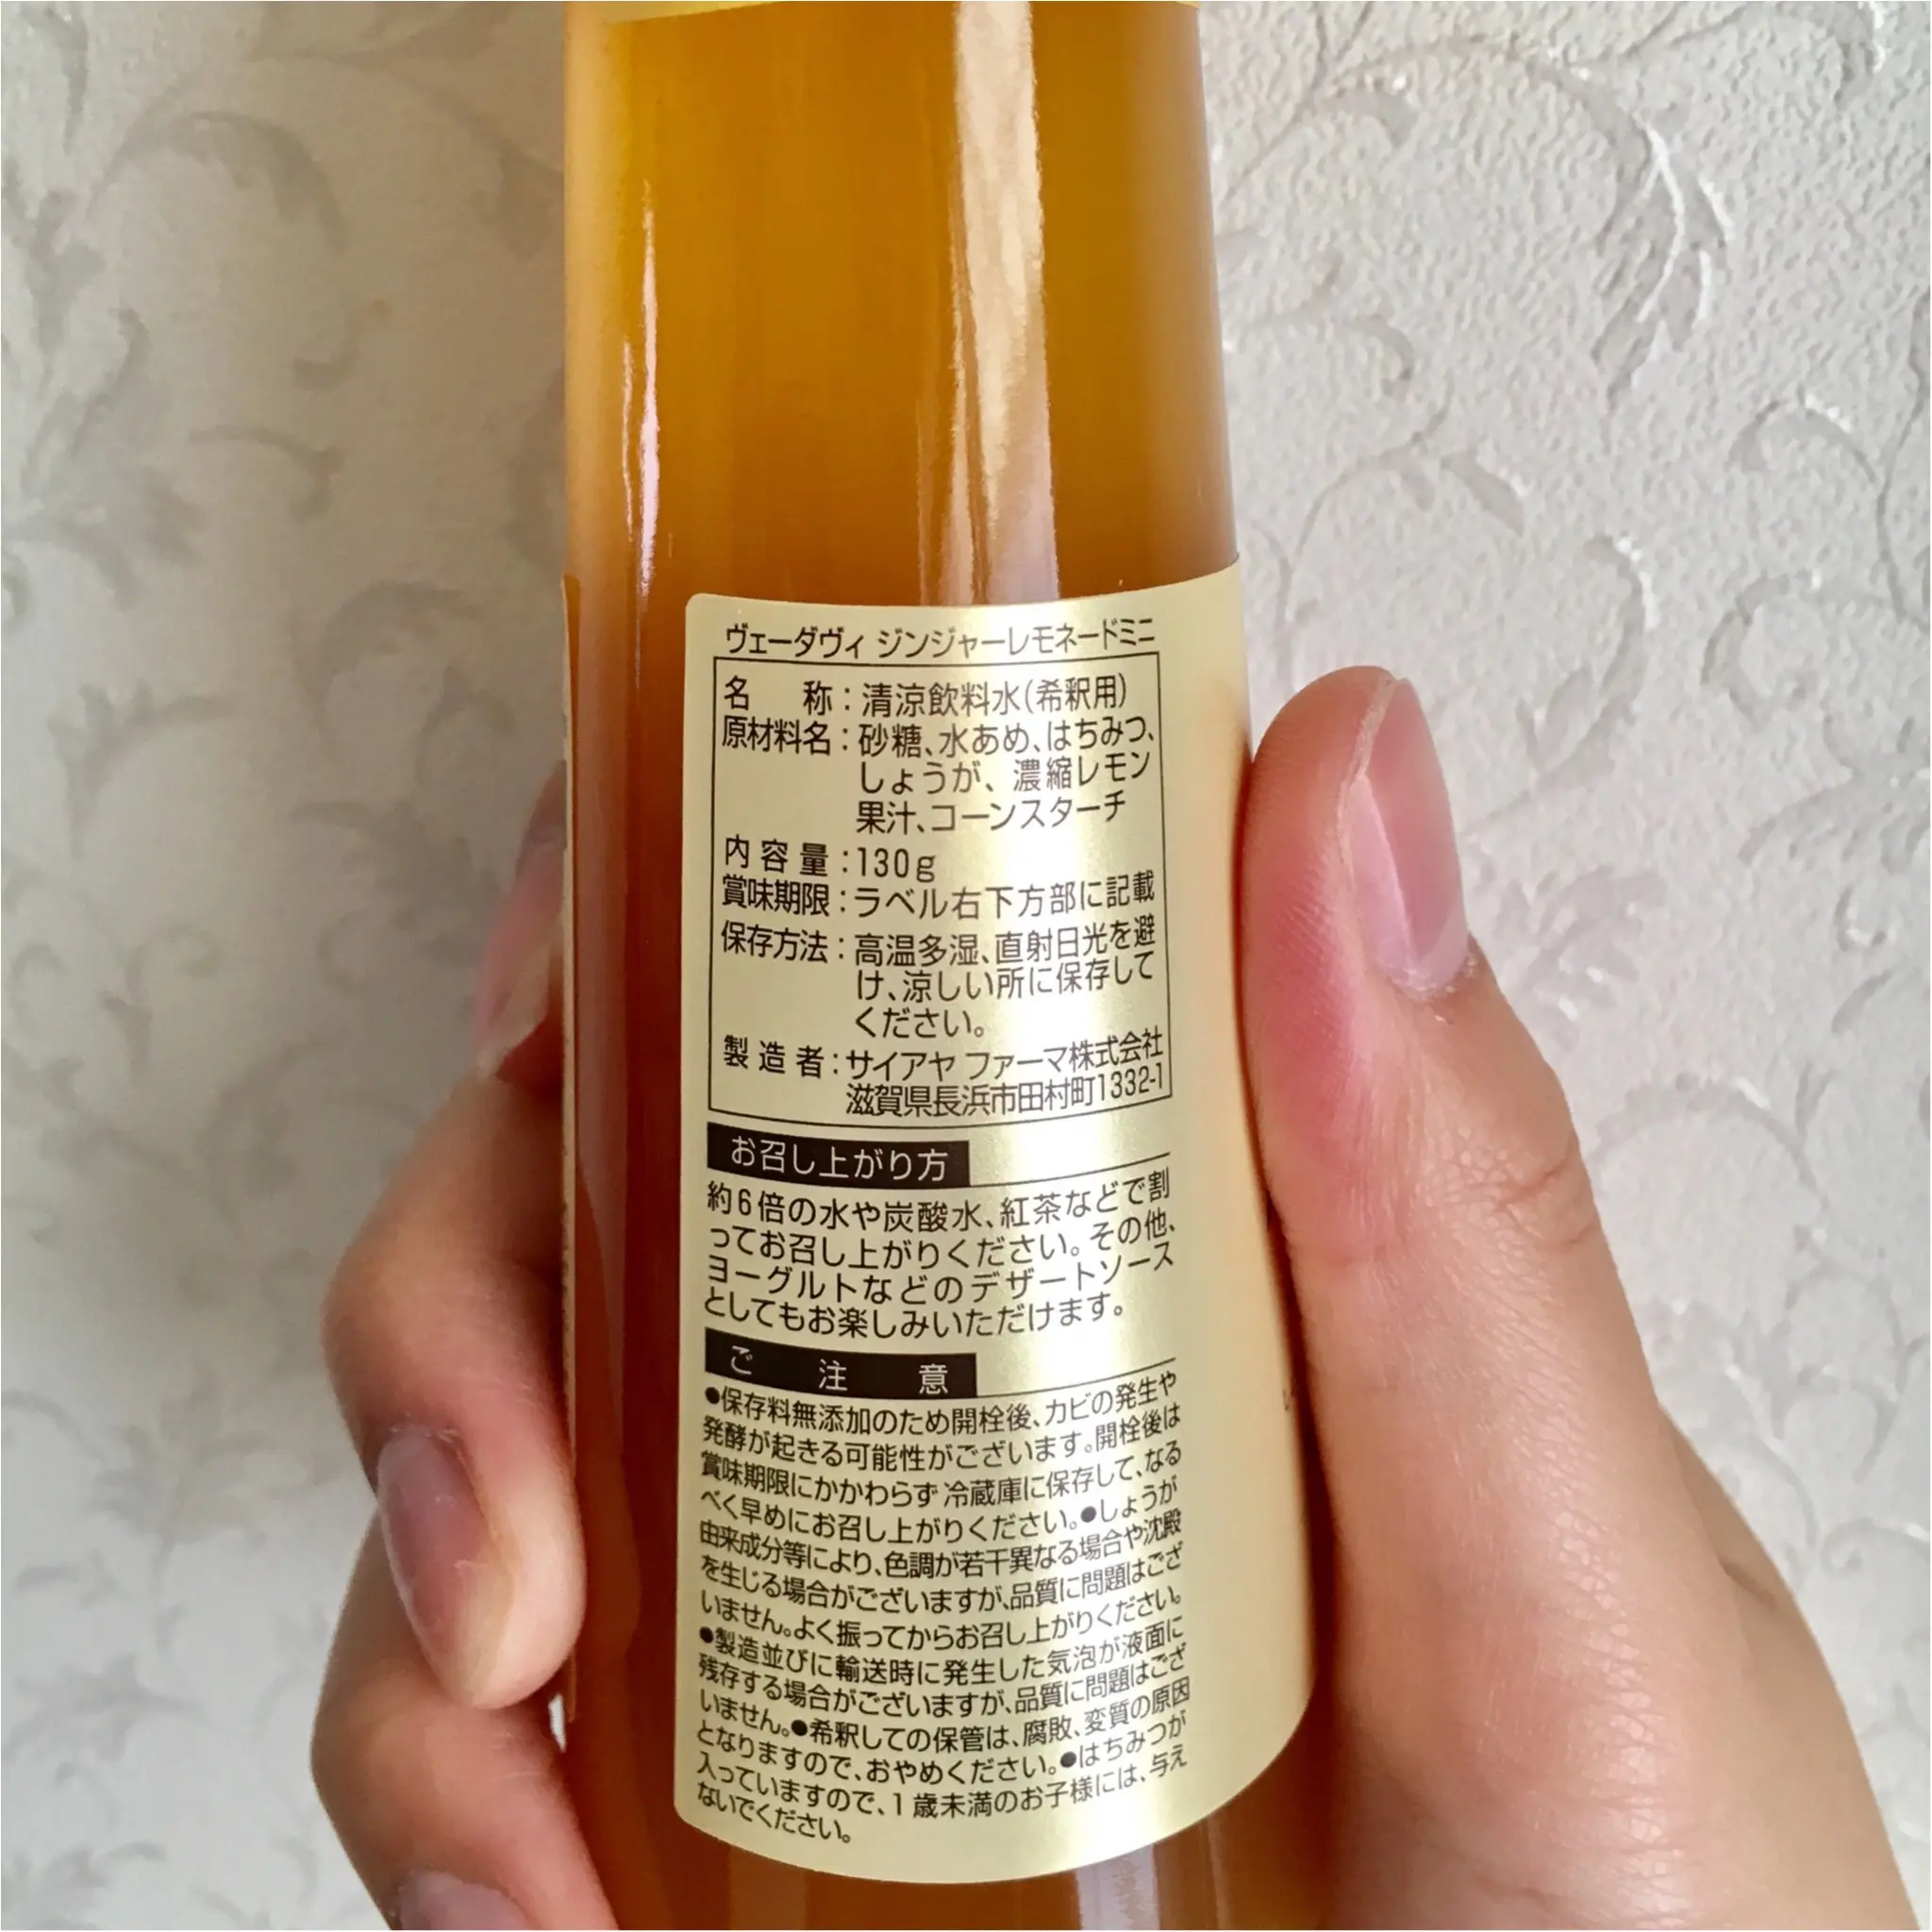 ヴェーダヴィ ジンジャーレモネードミニ
名 称:清涼飲料水(希釈用)
原材料名:砂糖、水あめ、はちみつ、
しょうが、濃縮レモン
果汁、コーンスターチ
内容量:130g
賞味期限:ラベル右下方部に記載
保存方法:高温多湿、直射日光を避
け、涼しい所に保存して
ください。
製造者:サイアヤ ファーマ株式会社
滋賀県長浜市田村町1332-1
お召し上がり方
約6倍の水や炭酸水、紅茶などで割
ってお召し上がりください。その他、
ヨーグルトなどのデザートソース
としてもお楽しみいただけます。
ご注意
●保存料無添加のため開栓後、カビの発生や
発酵が起きる可能性がございます。開栓後は
賞味期限にかかわらず冷蔵庫に保存して、なる
べく早めにお召し上がりください。●しょうが
由来成分等により、色調が若干異なる場合や沈殿
を生じる場合がございますが、品質に問題はござ
いません。よく振ってからお召し上がりください。
●製造並びに輸送時に発生した気泡が液面に
残存する場合がございますが、品質に問題はござ
いません。●希釈しての保管は、腐敗、変質の原因
となりますので、おやめください。●はちみつが
入っていますので、1歳未満のお子様には、与え
ないでください。